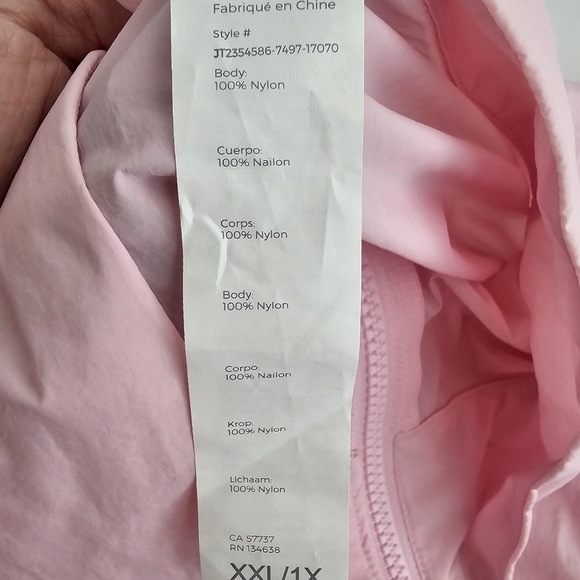 Fabriqué en Chine
Style #
JT2354586-7497-17070
Body:
100% Nylon
Cuerpo:
100% Nailon
Corps:
100% Nylon
Body:
100% Nylon
Corpo:
100% Nailon
Krop:
100% Nylon
Lichaam:
100% Nylon
CA 57737
RN 134638
XXL/1X